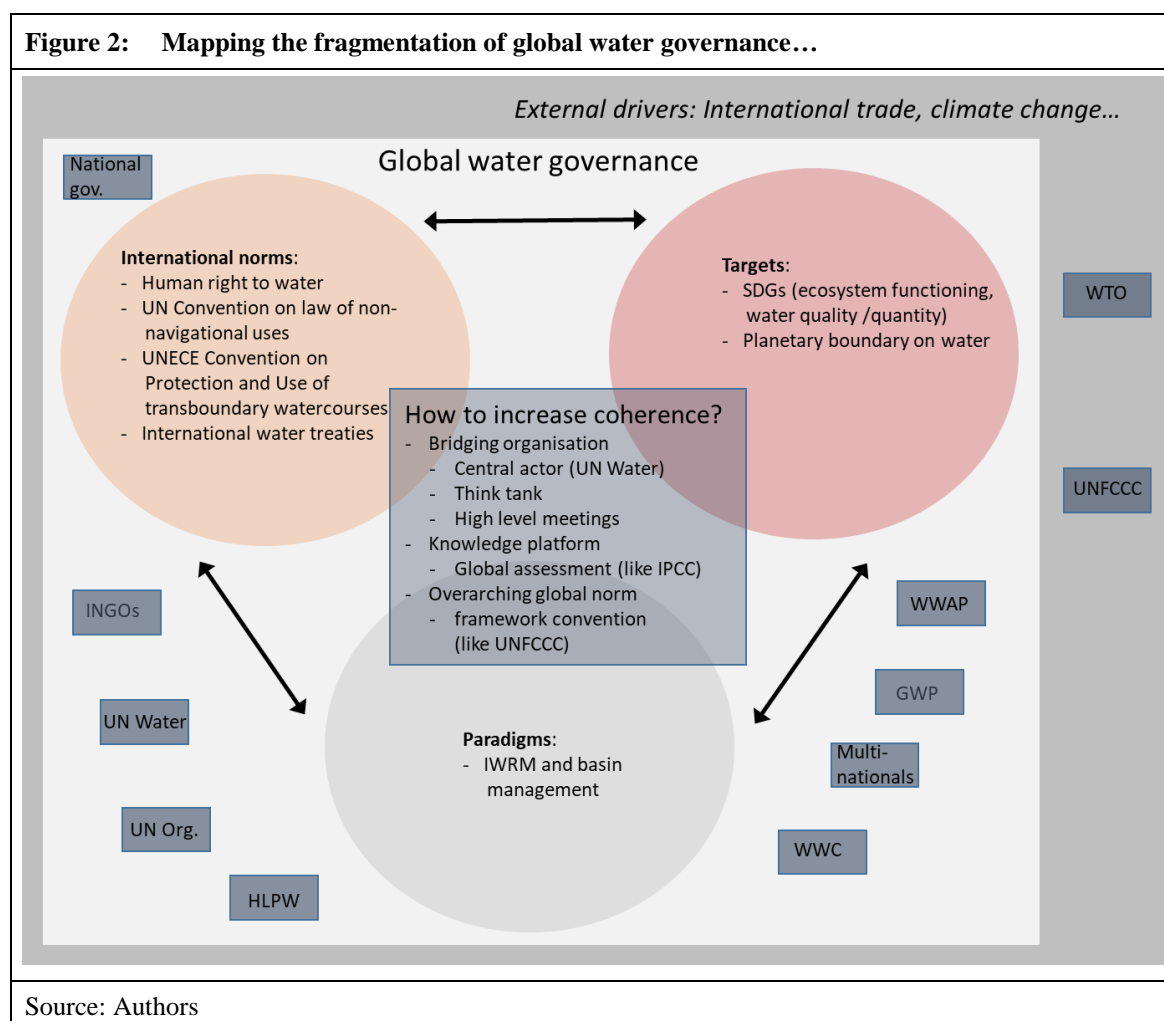 Figure 2: Mapping the fragmentation of global water governance…
External drivers: International trade, climate change…
Global water governance
National
gov.
International norms:
- Human right to water
- UN Convention on law of non-
navigational uses
- UNECE Convention on
Protection and Use of
transboundary watercourses
- International water treaties
Targets:
- SDGs (ecosystem functioning,
water quality /quantity)
- Planetary boundary on water
WTO
UNFCCC
How to increase coherence?
- Bridging organisation
- Central actor (UN Water)
- Think tank
- High level meetings
- Knowledge platform
- Global assessment (like IPCC)
- Overarching global norm
- framework convention
(like UNFCCC)
INGOs
UN Water
UN Org.
HLPW
Paradigms:
- IWRM and basin
management
WWAP
GWP
Multi-
nationals
WWC
Source: Authors